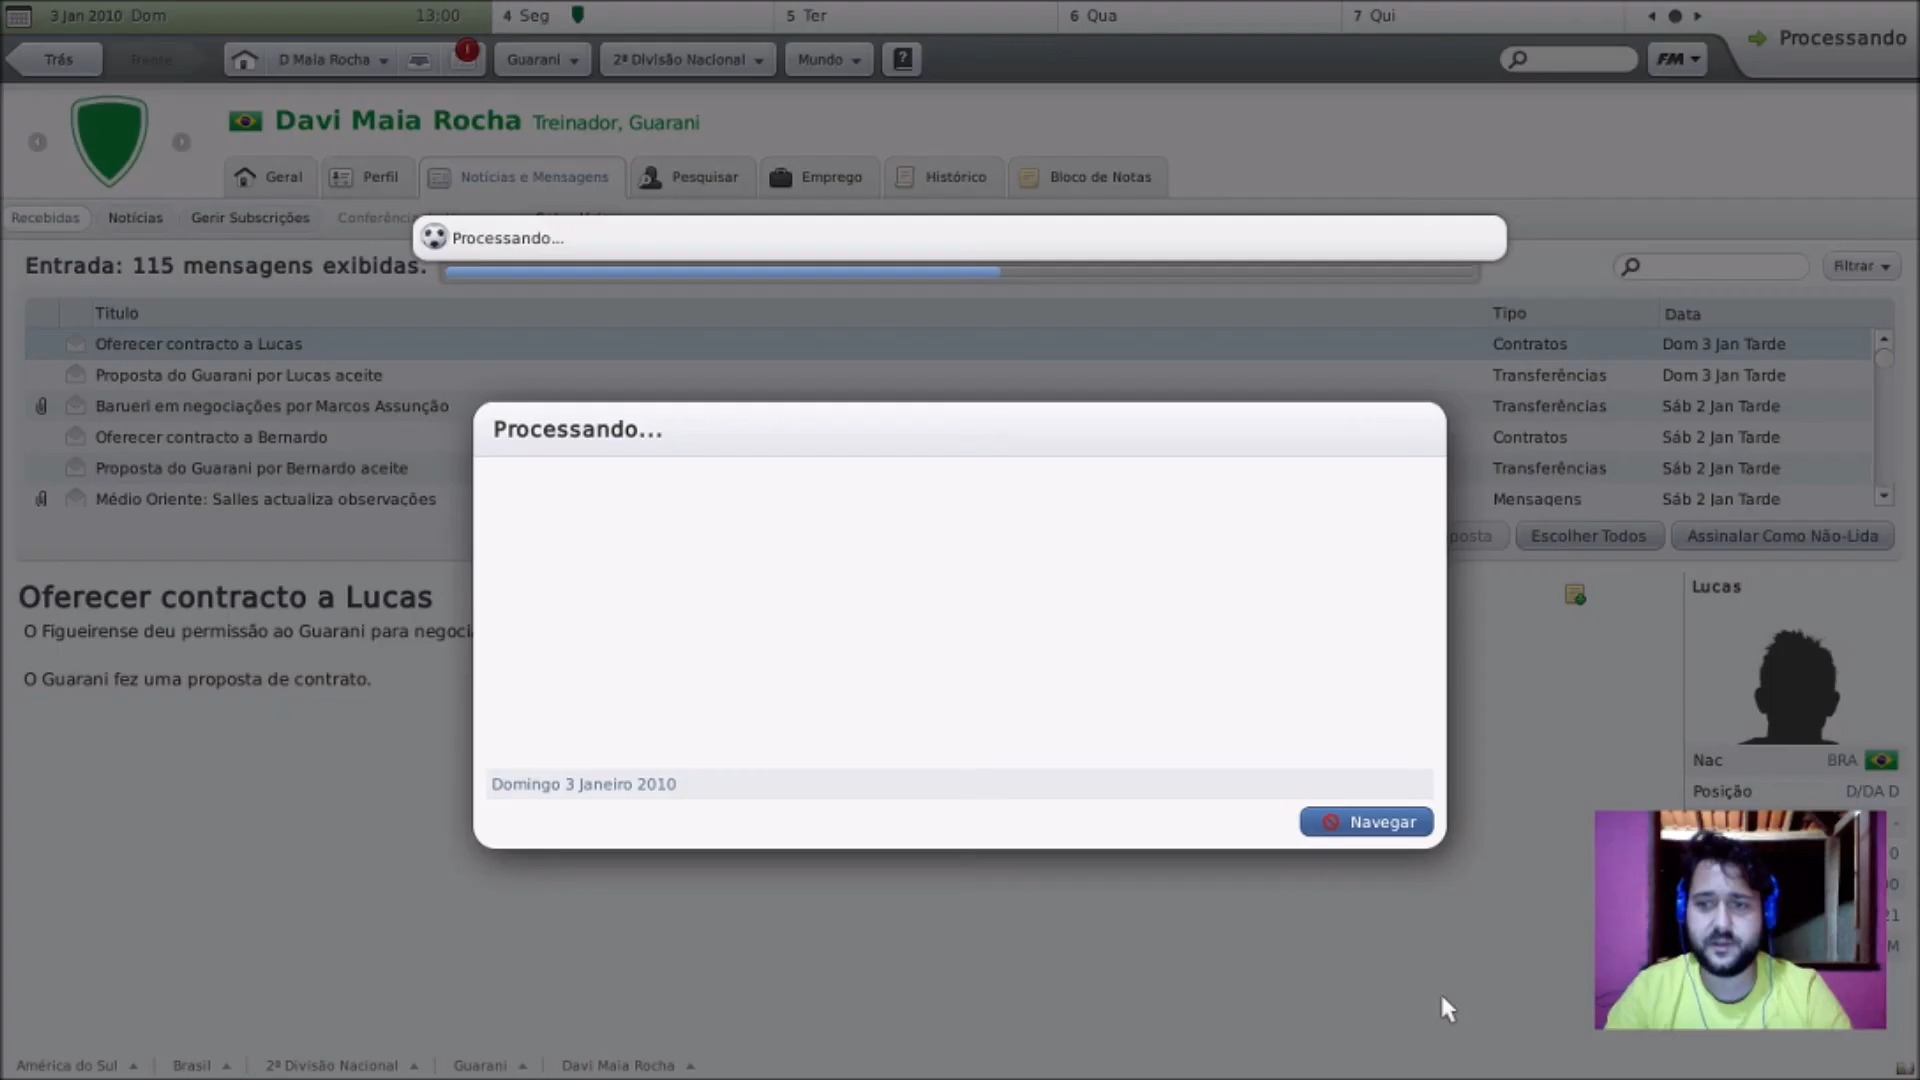 3 Jan 2010 Dom 13:00 4 Seg 5 Ter 6 Qua 7 Qui
Processando
Trás Frente D Maia Rocha Guarani 2ª Divisão Nacional Mundo ? FM
Davi Maia Rocha Treinador, Guarani
Geral Perfil Notícias e Mensagens Pesquisar Emprego Histórico Bloco de Notas
Recebidas Notícias Gerir Subscrições
Processando...
Entrada: 115 mensagens exibidas. Filtrar
Título Tipo Data
Oferecer contracto a Lucas Contratos Dom 3 Jan Tarde
Proposta do Guarani por Lucas aceite Transferências Dom 3 Jan Tarde
Barueri em negociações por Marcos Assunção Transferências Sáb 2 Jan Tarde
Oferecer contracto a Bernardo Contratos Sáb 2 Jan Tarde
Proposta do Guarani por Bernardo aceite Transferências Sáb 2 Jan Tarde
Médio Oriente: Salles actualiza observações Mensagens Sáb 2 Jan Tarde
Processando...
Escolher Todos Assinalar Como Não-Lida
Oferecer contracto a Lucas
Lucas
O Figueirense deu permissão ao Guarani para
O Guarani fez uma proposta de contrato.
Nac BRA
Posição D/DA D
Domingo 3 Janeiro 2010
Navegar
América do Sul Brasil 2ª Divisão Nacional Guarani Davi Maia Rocha